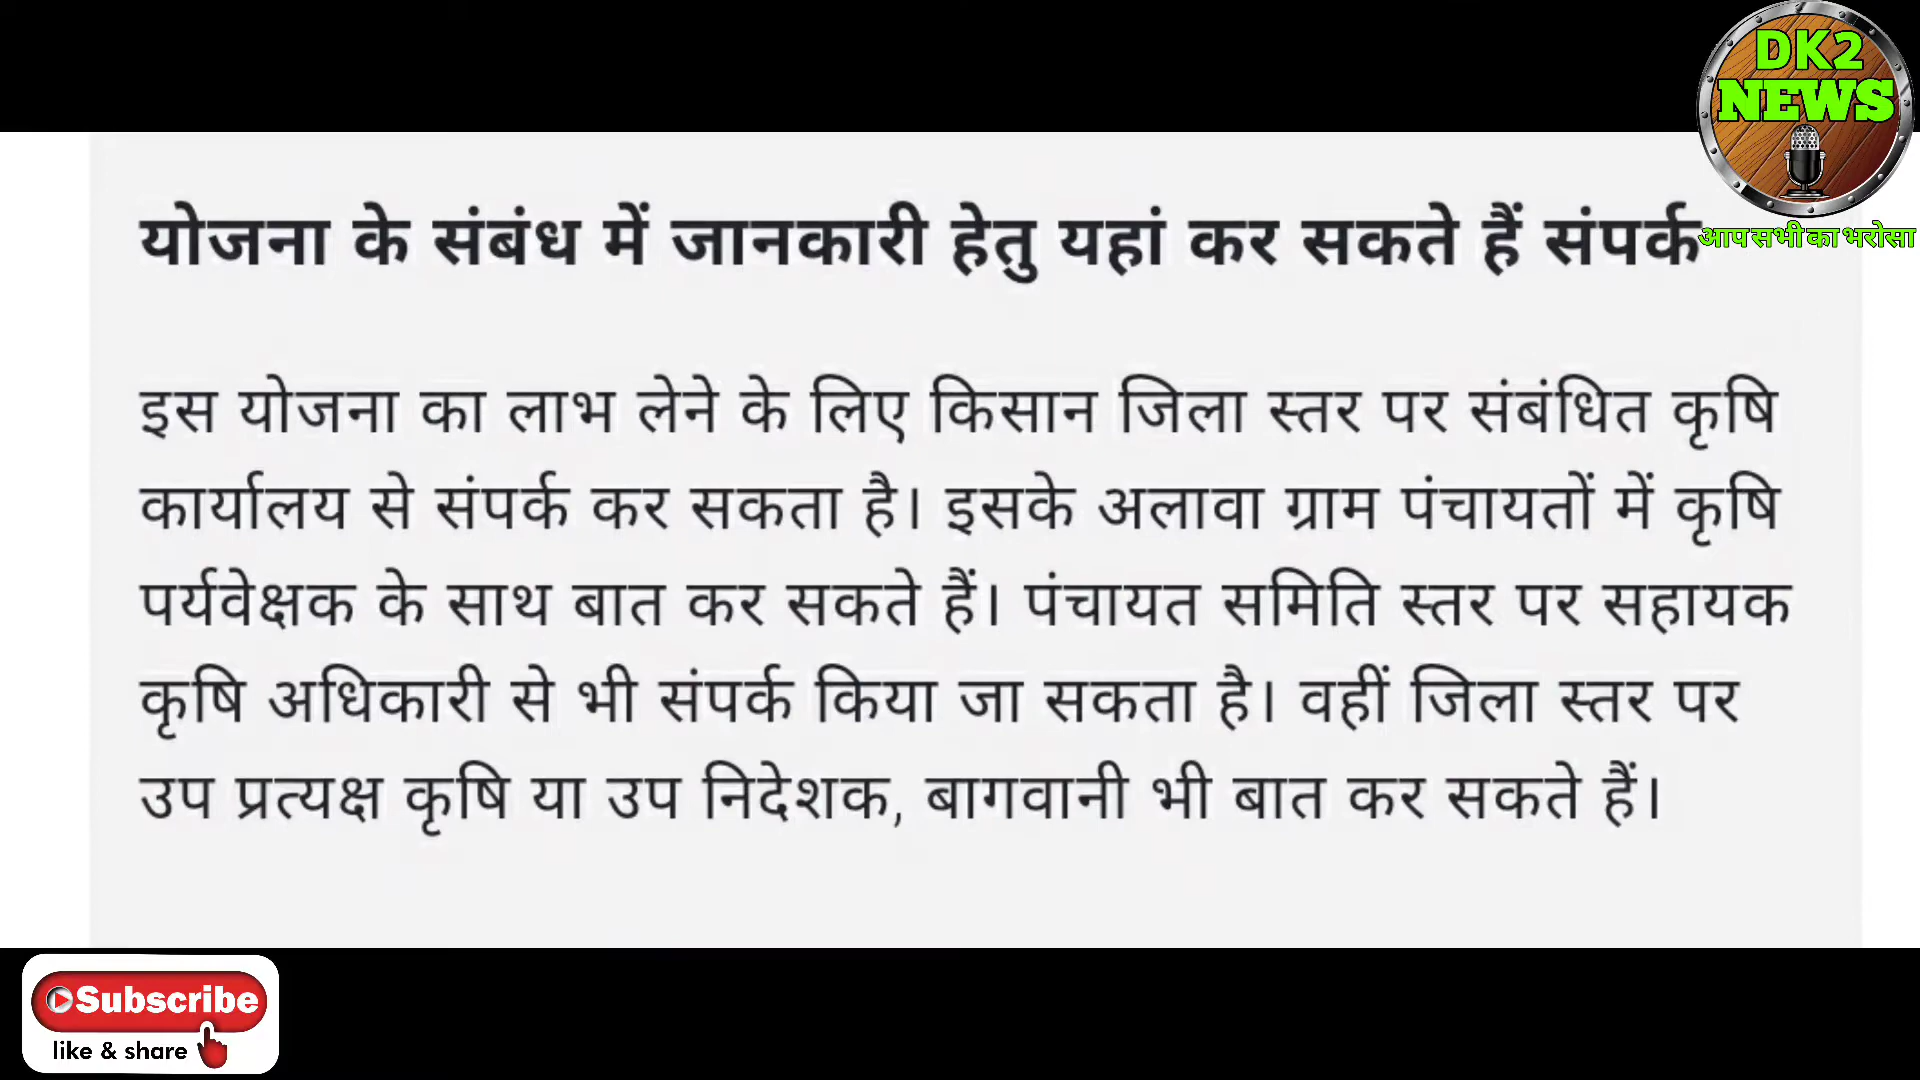 DK2
NEWS
आप सभी का भरोसा
योजना के संबंध में जानकारी हेतु यहां कर सकते हैं संपर्क
इस योजना का लाभ लेने के लिए किसान जिला स्तर पर संबंधित कृषि
कार्यालय से संपर्क कर सकता है। इसके अलावा ग्राम पंचायतों में कृषि
पर्यवेक्षक के साथ बात कर सकते हैं। पंचायत समिति स्तर पर सहायक
कृषि अधिकारी से भी संपर्क किया जा सकता है। वहीं जिला स्तर पर
उप प्रत्यक्ष कृषि या उप निदेशक, बागवानी भी बात कर सकते हैं।
Subscribe
like & share